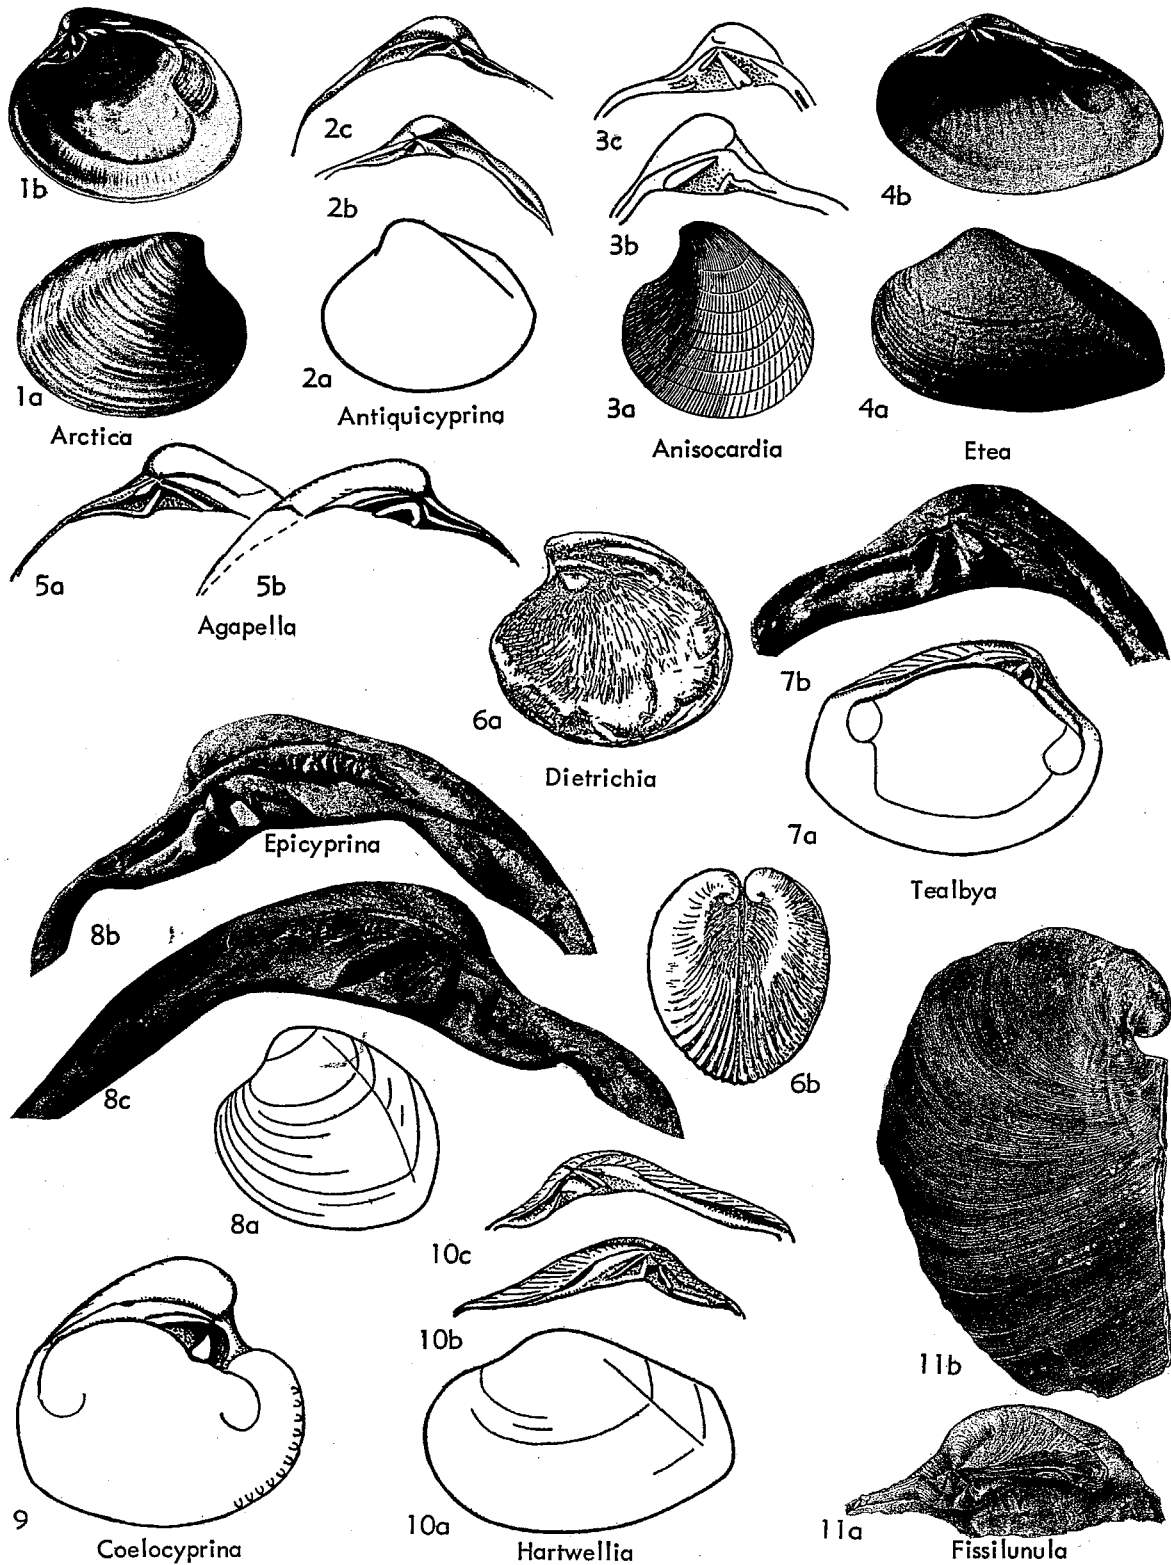 1b
2c
2b
3c
3b
4b
1a
2a
3a
4a
Arctica
Antiquicyprina
Anisocardia
Etea
5a
5b
Agapella
6a
Dietrichia
7b
7a
Tealbya
Epicyprina
8b
8c
8a
6b
10c
10b
11b
9
Coelocyprina
10a
Hartwellia
11a
Fissilunula